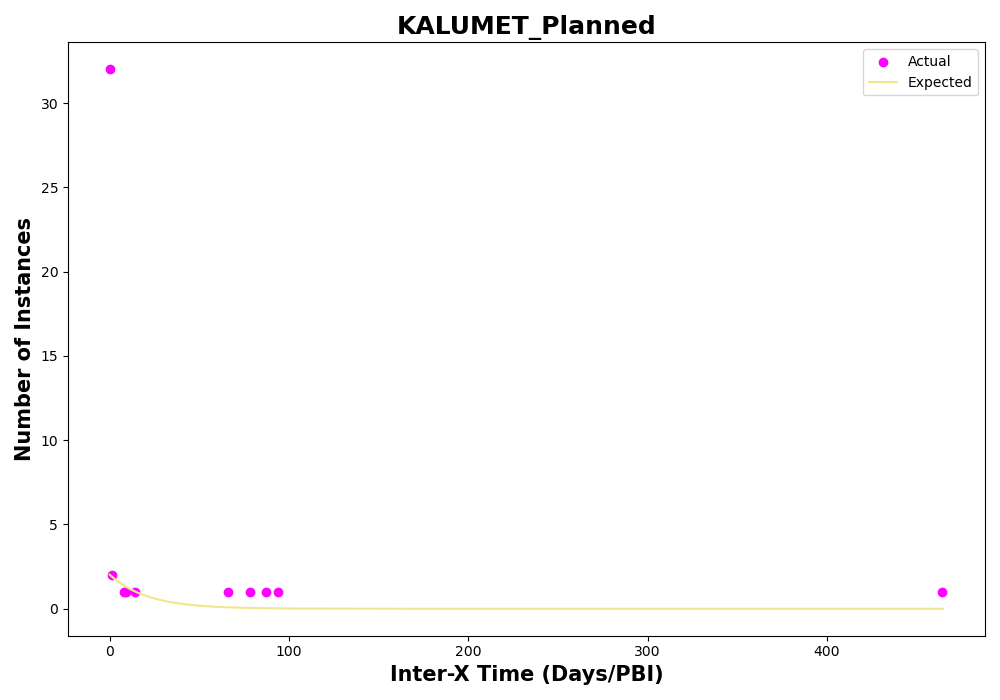 KALUMET_Planned
Actual
Expected
30
25
20
15
10
5
0
Number of Instances
0
100
200
300
400
Inter-X Time (Days/PBI)